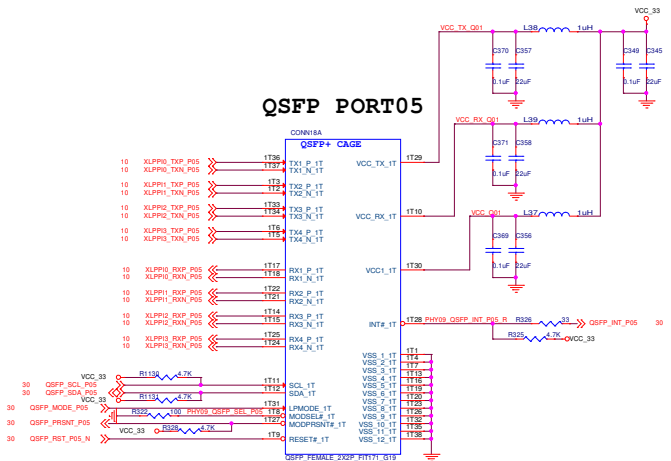 VCC_33
VCC_TX_Q01 L38 1uH
C370 C357 C349 C345
0.1uF 22uF 0.1uF 22uF
QSFP PORT05
CONN18A
QSFP+ CAGE
VCC_RX_Q01 L39 1uH
C371 C358
0.1uF 22uF
VCC_Q01 L37 1uH
C369 C356
0.1uF 22uF
10 XLPPI0_TXP_P05 1T36 TX1_P_1T
10 XLPPI0_TXN_P05 1T37 TX1_N_1T
10 XLPPI1_TXP_P05 1T3 TX2_P_1T
10 XLPPI1_TXN_P05 1T2 TX2_N_1T
10 XLPPI2_TXP_P05 1T33 TX3_P_1T
10 XLPPI2_TXN_P05 1T34 TX3_N_1T
10 XLPPI3_TXP_P05 1T6 TX4_P_1T
10 XLPPI3_TXN_P05 1T5 TX4_N_1T
10 XLPPI0_RXP_P05 1T17 RX1_P_1T
10 XLPPI0_RXN_P05 1T18 RX1_N_1T
10 XLPPI1_RXP_P05 1T22 RX2_P_1T
10 XLPPI1_RXN_P05 1T21 RX2_N_1T
10 XLPPI2_RXP_P05 1T14 RX3_P_1T
10 XLPPI2_RXN_P05 1T15 RX3_N_1T
10 XLPPI3_RXP_P05 1T25 RX4_P_1T
10 XLPPI3_RXN_P05 1T24 RX4_N_1T
VCC_33 R1130 4.7K
30 QSFP_SCL_P05 1T11 SCL_1T
30 QSFP_SDA_P05 1T12 SDA_1T
VCC_33 R1131 4.7K
30 QSFP_MODE_P05 1T31 LPMODE_1T
R322 100 PHY09_QSFP_SEL_P05 1T8 MODSEL#_1T
30 QSFP_PRSNT_P05 1T27 MODPRSNT#_1T
VCC_33 R328 4.7K
30 QSFP_RST_P05_N 1T9 RESET#_1T
VCC_TX_1T 1T29
VCC_RX_1T 1T10
VCC1_1T 1T30
INT#_1T 1T28 PHY09_QSFP_INT_P05_R R326 33 QSFP_INT_P05 30
R325 4.7K VCC_33
VSS_1_1T 1T1
VSS_2_1T 1T4
VSS_3_1T 1T7
VSS_4_1T 1T13
VSS_5_1T 1T16
VSS_6_1T 1T19
VSS_7_1T 1T20
VSS_8_1T 1T23
VSS_9_1T 1T26
VSS_10_1T 1T32
VSS_11_1T 1T35
VSS_12_1T 1T38
QSFP_FEMALE_2X2P_FIT171_G19